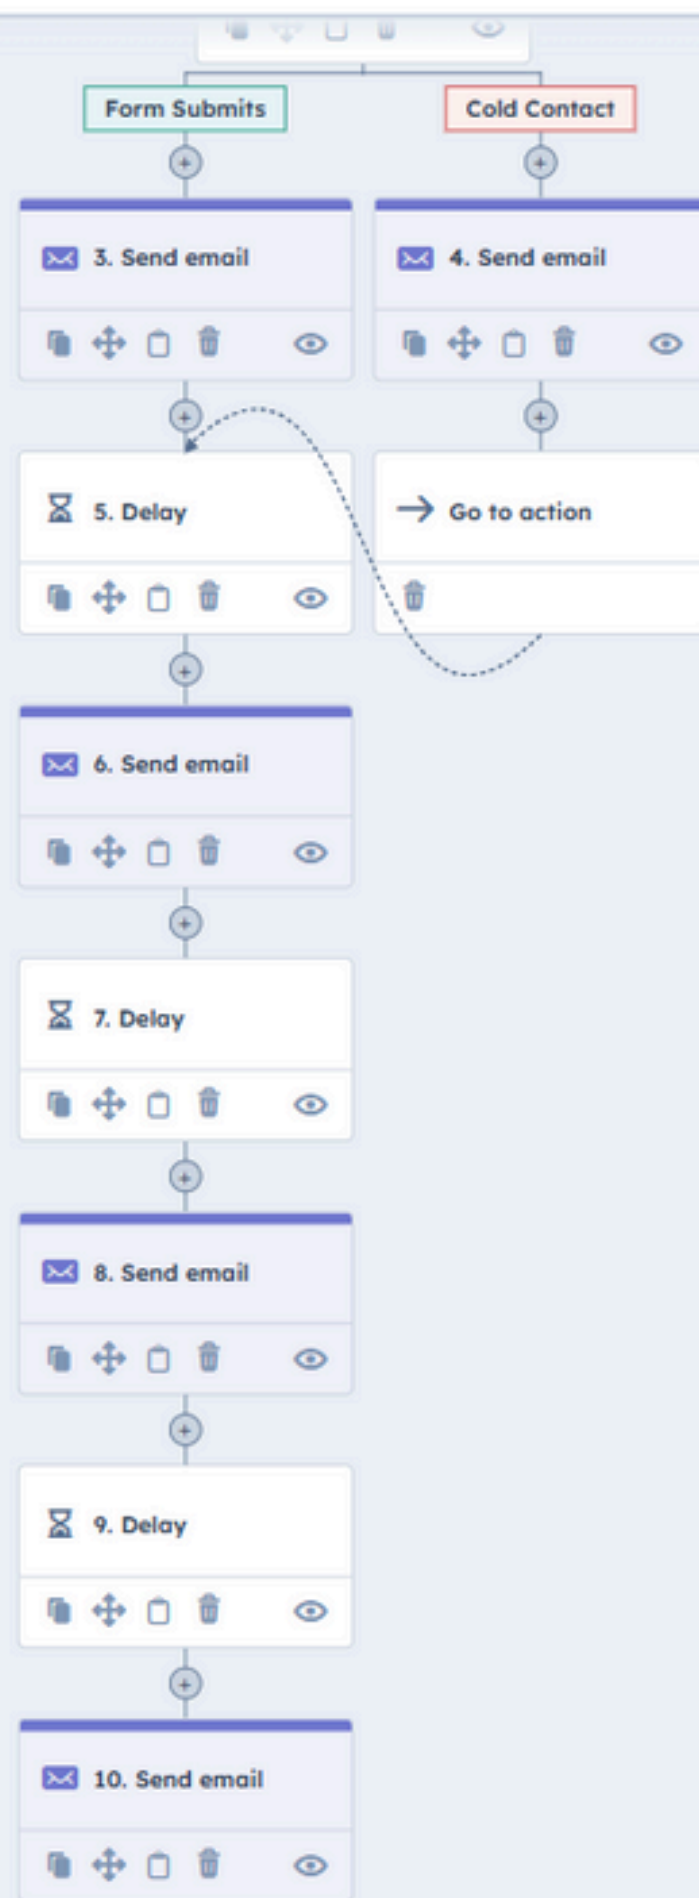 Form Submits
Cold Contact
3. Send email
4. Send email
5. Delay
Go to action
6. Send email
7. Delay
8. Send email
9. Delay
10. Send email